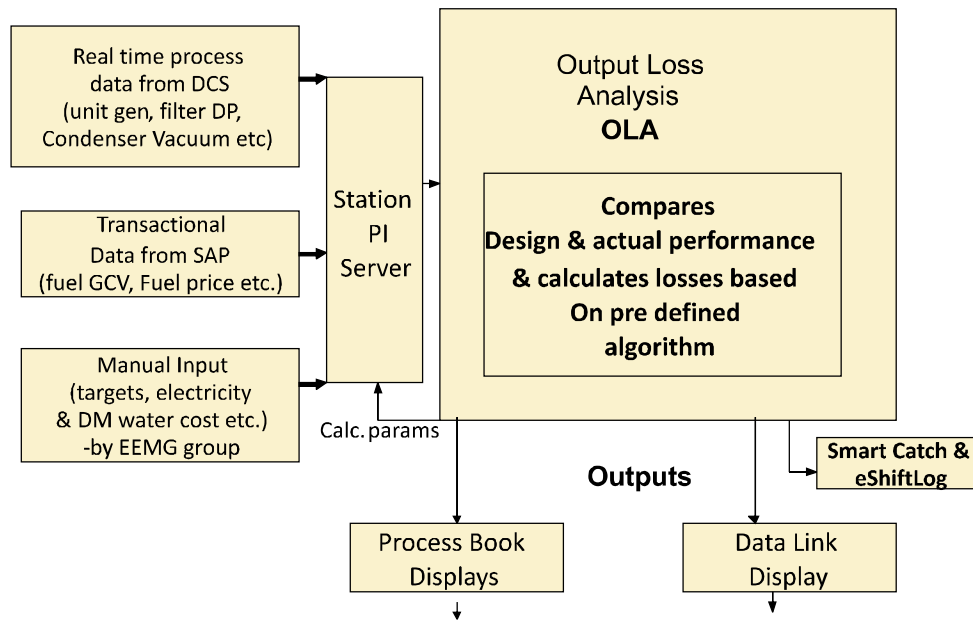 Real time process
data from DCS
(unit gen, filter DP,
Condenser Vacuum etc)
Transactional
Data from SAP
(fuel GCV, Fuel price etc.)
Manual Input
(targets, electricity
& DM water cost etc.)
-by EEMG group
Station
PI
Server
Calc. params
Output Loss
Analysis
OLA
Compares
Design & actual performance
& calculates losses based
On pre defined
algorithm
Outputs
Smart Catch &
eShiftLog
Process Book
Displays
Data Link
Display